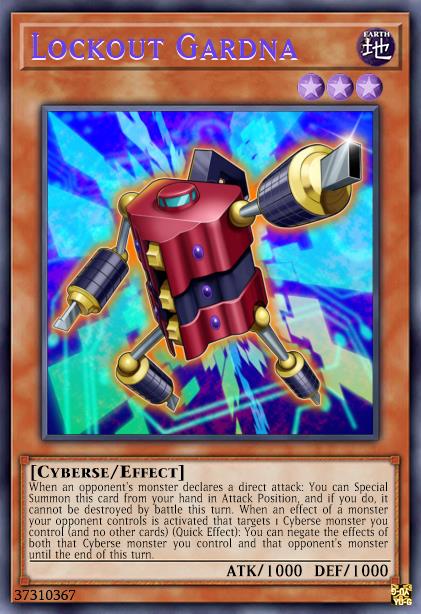 Lockout Gardna
EARTH
地
[Cyberse/Effect]
When an opponent's monster declares a direct attack: You can Special
Summon this card from your hand in Attack Position, and if you do, it
cannot be destroyed by battle this turn. When an effect of a monster
your opponent controls is activated that targets 1 Cyberse monster you
control (and no other cards) (Quick Effect): You can negate the effects of
both that Cyberse monster you control and that opponent's monster
until the end of this turn.
ATK/1000 DEF/1000
37310367